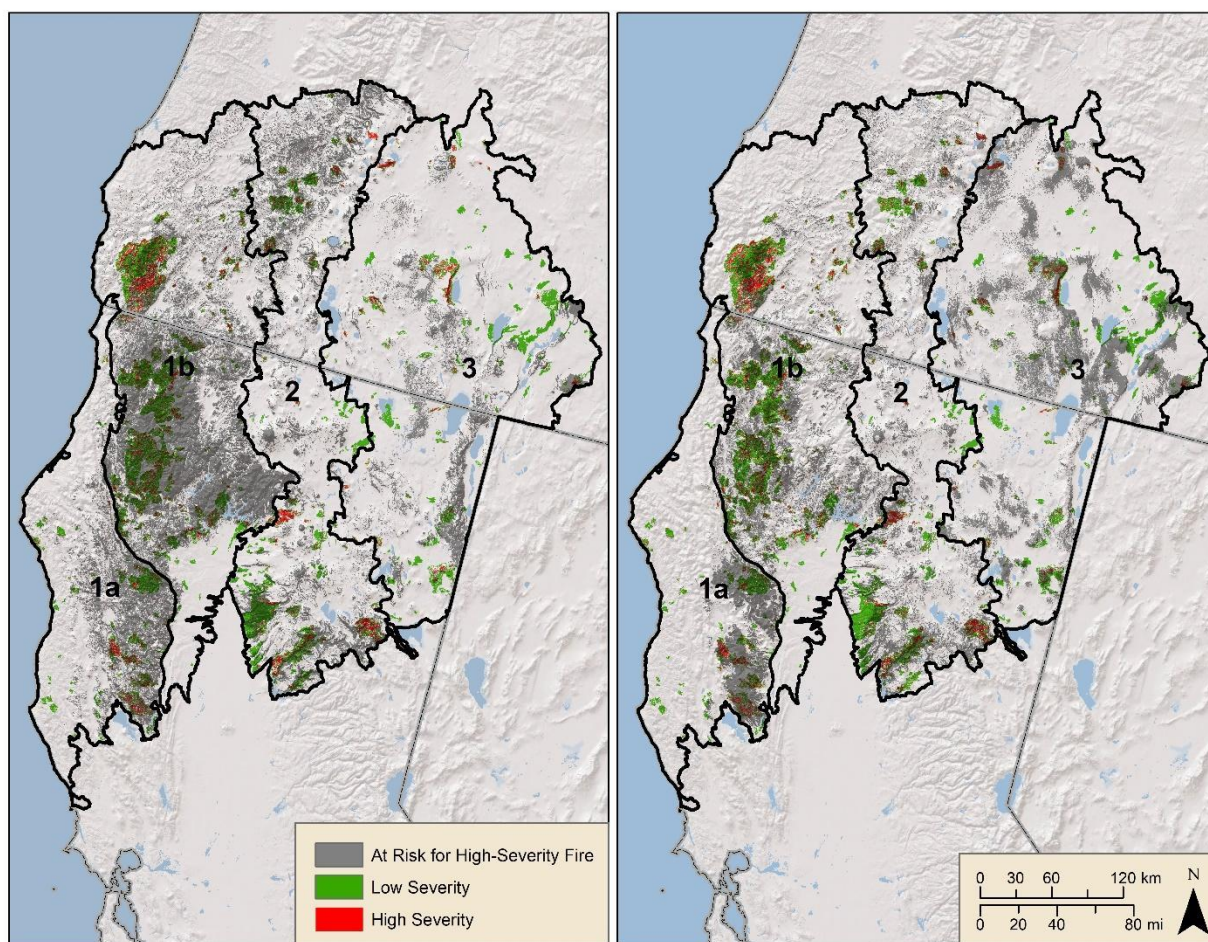 1b
2
3
1a
At Risk for High-Severity Fire
Low Severity
High Severity
1b
2
3
1a
0 30 60 120 km
0 20 40 80 mi
N